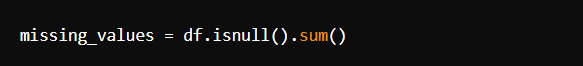 missing_values = df.isnull().sum()